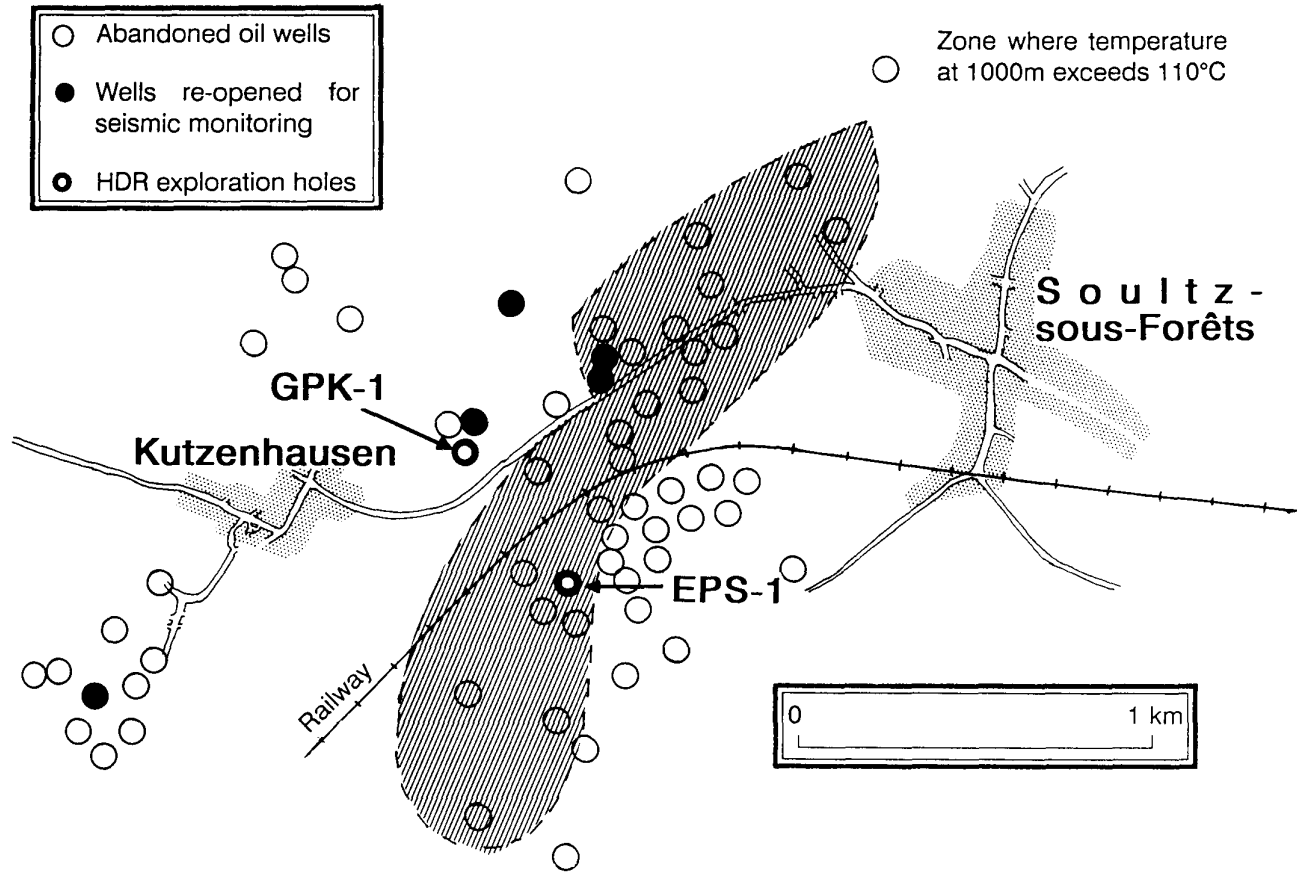 Abandoned oil wells
Wells re-opened for
seismic monitoring
HDR exploration holes
Zone where temperature
at 1000m exceeds 110°C
Soultz-
sous-Forêts
GPK-1
Kutzenhausen
EPS-1
Railway
0 1 km